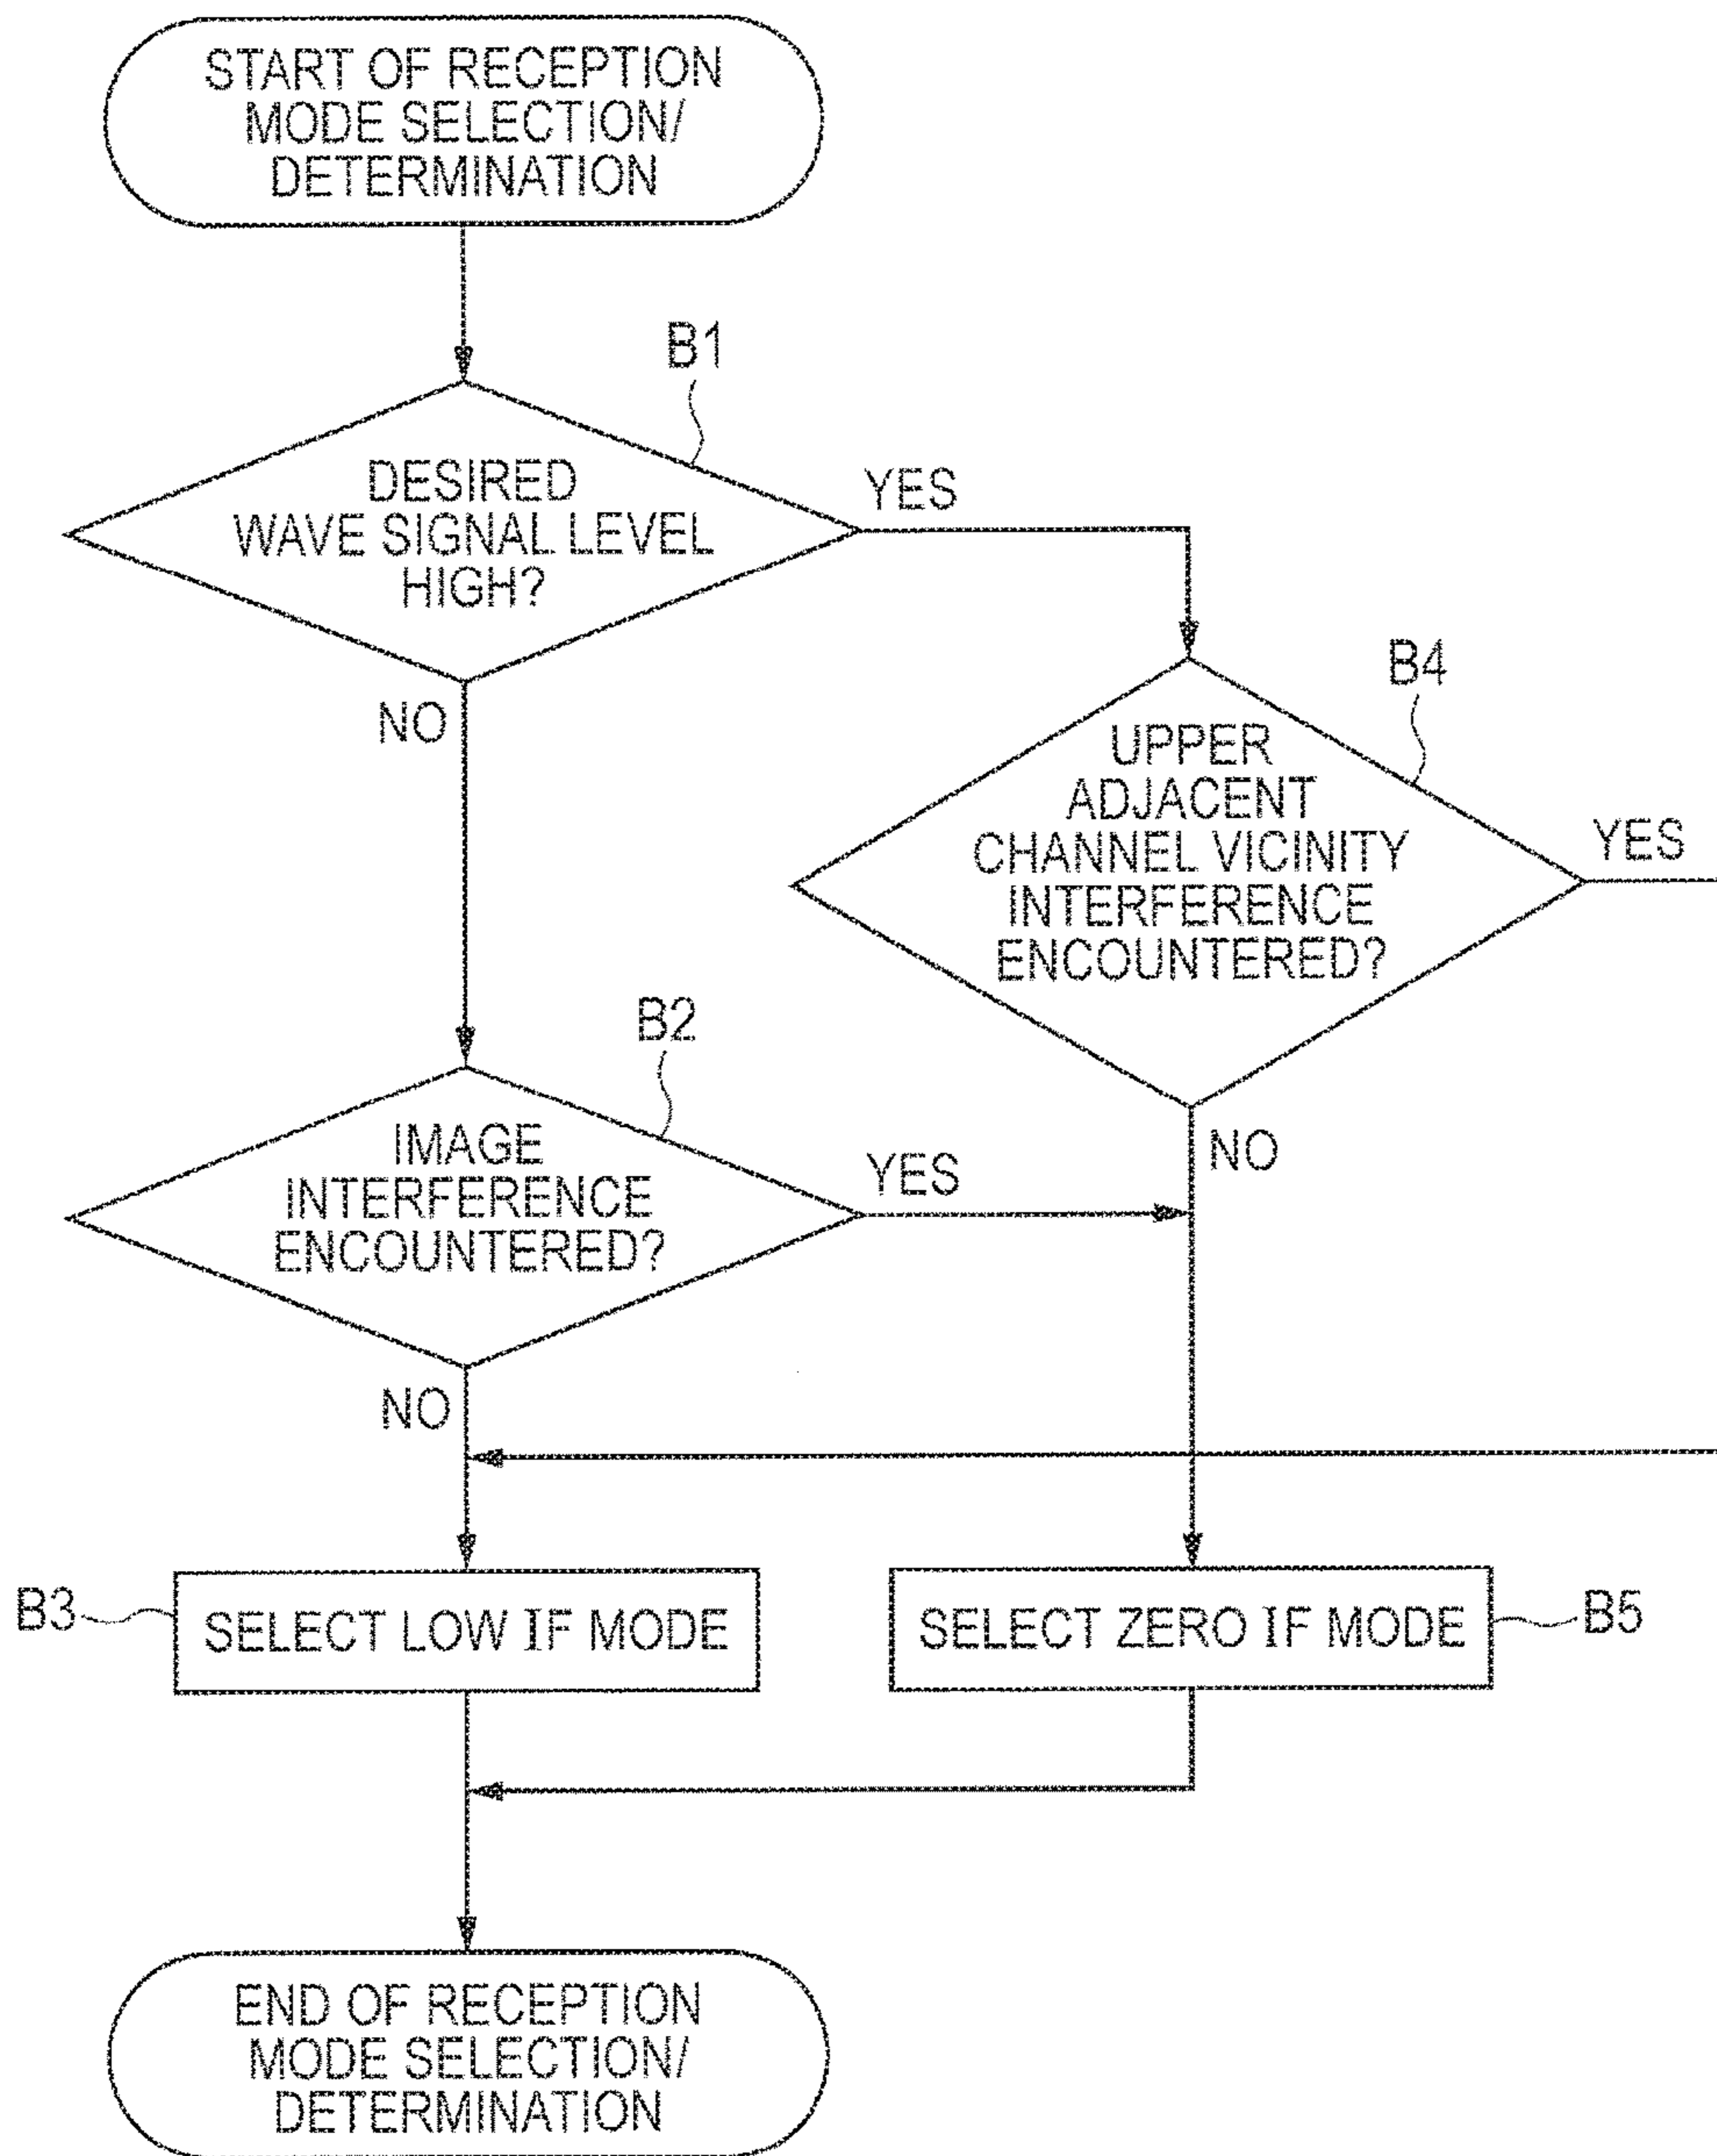 START OF RECEPTION
MODE SELECTION/
DETERMINATION
B1
DESIRED
WAVE SIGNAL LEVEL
HIGH?
YES
NO
B4
UPPER
ADJACENT
CHANNEL VICINITY
INTERFERENCE
ENCOUNTERED?
YES
NO
B2
IMAGE
INTERFERENCE
ENCOUNTERED?
YES
NO
B3
SELECT LOW IF MODE
SELECT ZERO IF MODE
B5
END OF RECEPTION
MODE SELECTION/
DETERMINATION